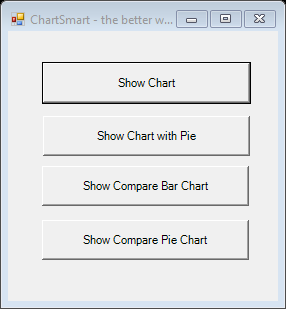 ChartSmart - the better w...
Show Chart
Show Chart with Pie
Show Compare Bar Chart
Show Compare Pie Chart